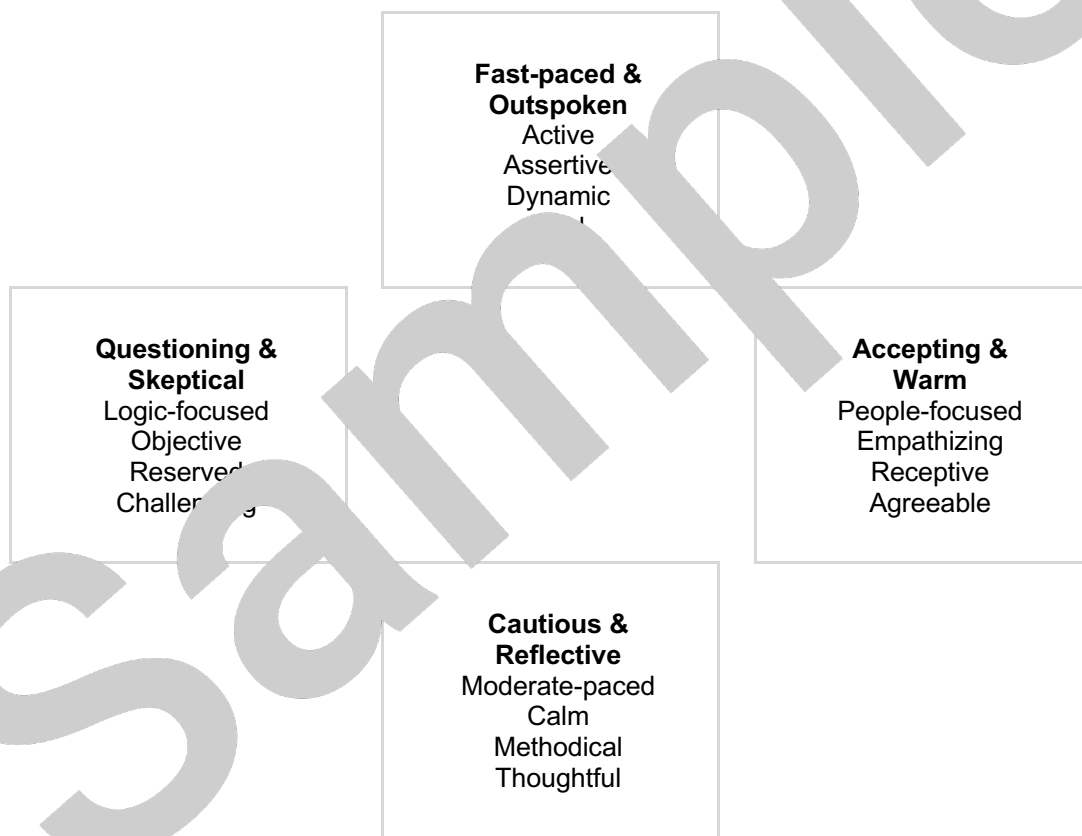 Fast-paced &
Outspoken
Active
Assertive
Dynamic
Questioning &
Skeptical
Logic-focused
Objective
Reserved
Challenging
Accepting &
Warm
People-focused
Empathizing
Receptive
Agreeable
Cautious &
Reflective
Moderate-paced
Calm
Methodical
Thoughtful
Sample